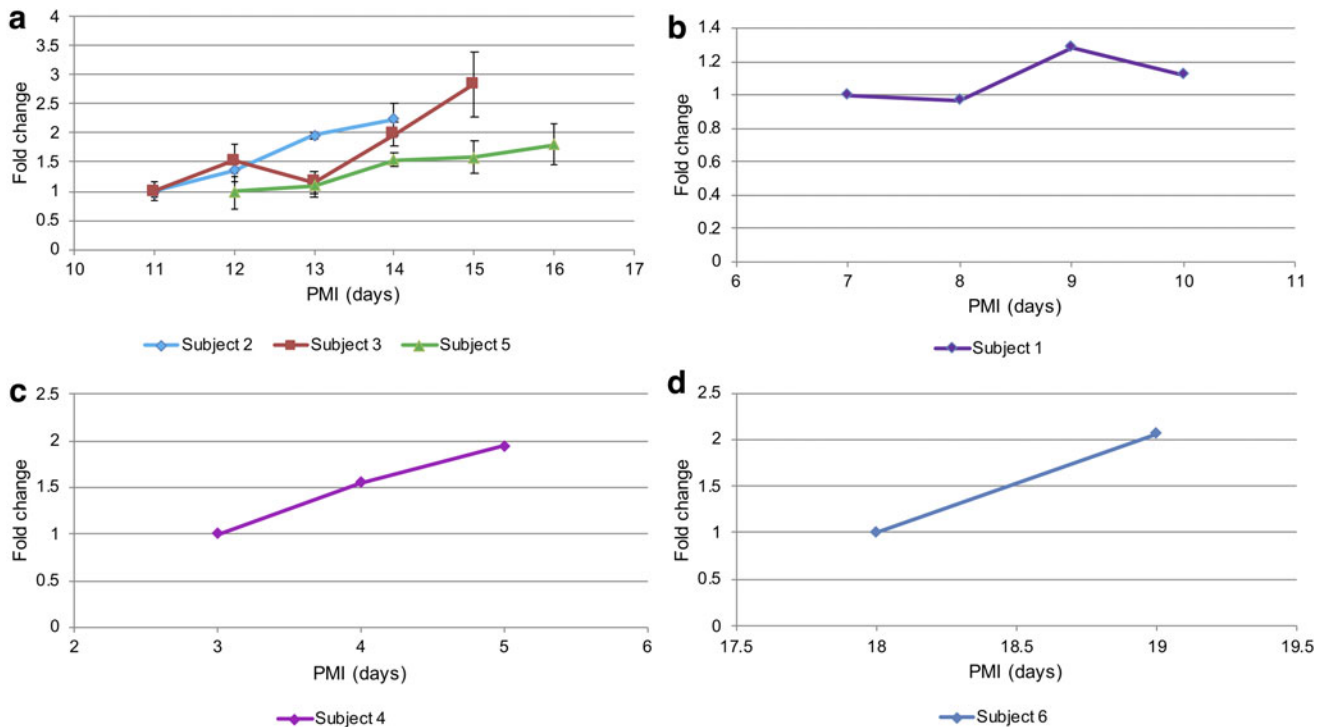 a
Fold change
4
3.5
3
2.5
2
1.5
1
0.5
0
10 11 12 13 14 15 16 17
PMI (days)
Subject 2 Subject 3 Subject 5
b
Fold change
1.4
1.2
1
0.8
0.6
0.4
0.2
0
6 7 8 9 10 11
PMI (days)
Subject 1
c
Fold change
2.5
2
1.5
1
0.5
0
2 3 4 5 6
PMI (days)
Subject 4
d
Fold change
2.5
2
1.5
1
0.5
0
17.5 18 18.5 19 19.5
PMI (days)
Subject 6